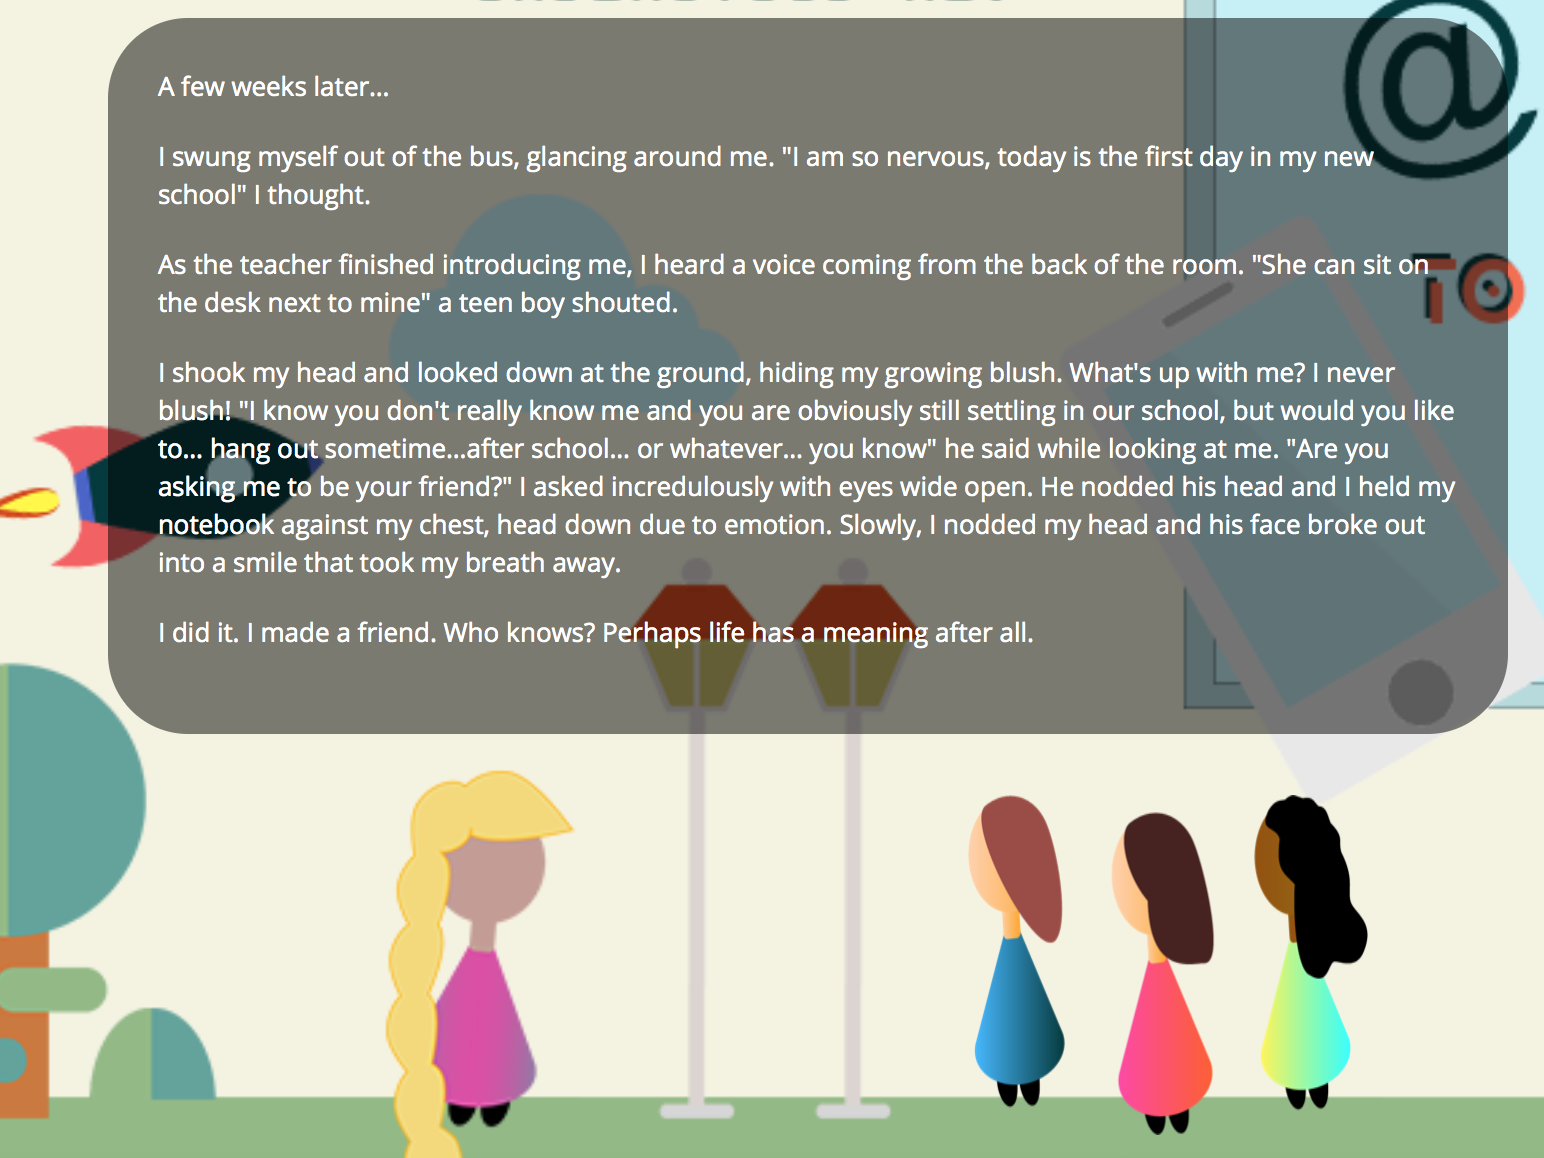 A few weeks later...
I swung myself out of the bus, glancing around me. "I am so nervous, today is the first day in my new
school" I thought.
As the teacher finished introducing me, I heard a voice coming from the back of the room. "She can sit on
the desk next to mine" a teen boy shouted.
I shook my head and looked down at the ground, hiding my growing blush. What's up with me? I never
blush! "I know you don't really know me and you are obviously still settling in our school, but would you like
to... hang out sometime...after school... or whatever... you know" he said while looking at me. "Are you
asking me to be your friend?" I asked incredulously with eyes wide open. He nodded his head and I held my
notebook against my chest, head down due to emotion. Slowly, I nodded my head and his face broke out
into a smile that took my breath away.
I did it. I made a friend. Who knows? Perhaps life has a meaning after all.
@
TO